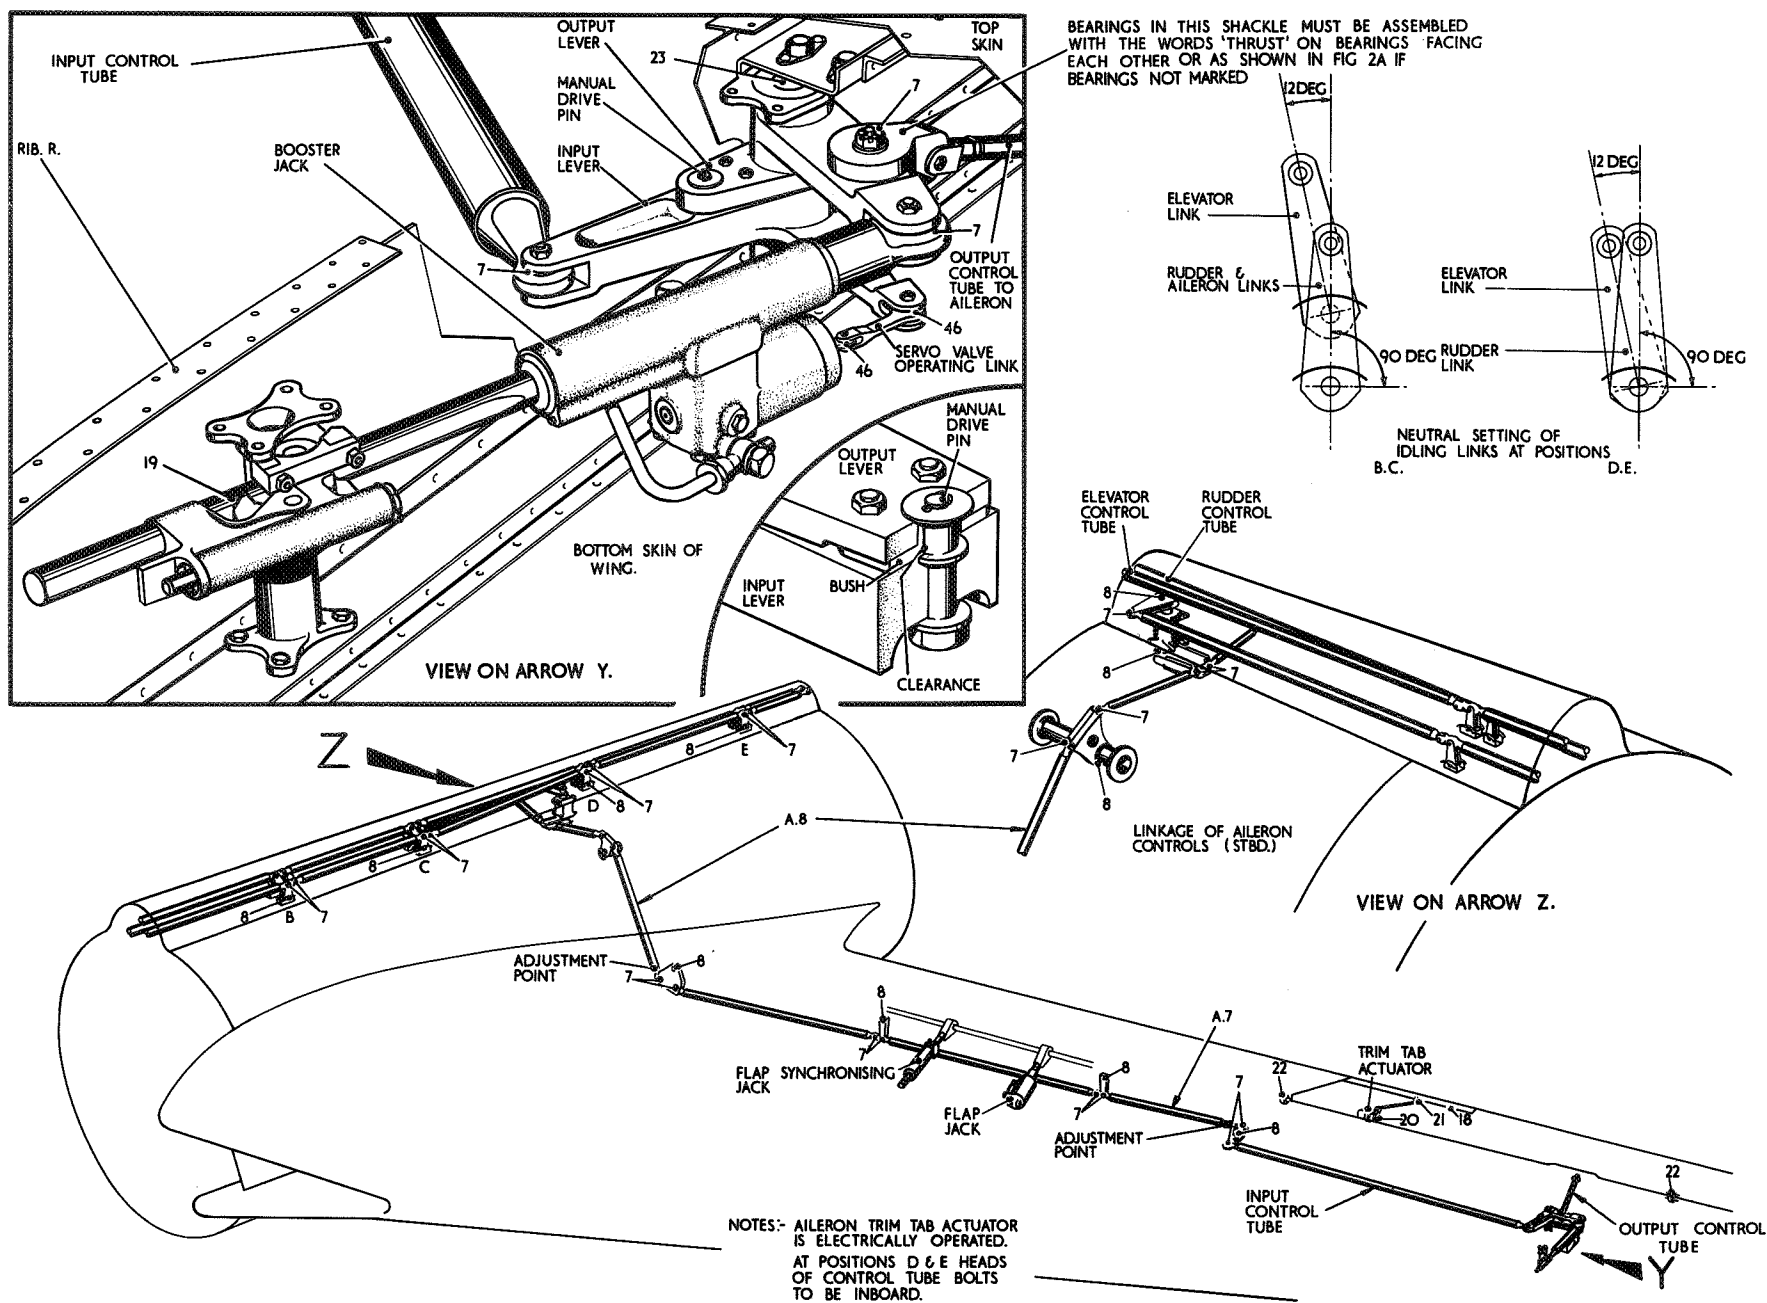 INPUT CONTROL
TUBE
RIB. R.
BOOSTER
JACK
OUTPUT
LEVER
23
MANUAL
DRIVE
PIN
INPUT
LEVER
TOP
SKIN
7
7
7
OUTPUT
CONTROL
TUBE TO
AILERON
46
SERVO VALVE
OPERATING LINK
46
19
BOTTOM SKIN OF
WING.
VIEW ON ARROW Y.
MANUAL
DRIVE
PIN
OUTPUT
LEVER
BUSH
INPUT
LEVER
CLEARANCE
BEARINGS IN THIS SHACKLE MUST BE ASSEMBLED
WITH THE WORDS 'THRUST' ON BEARINGS FACING
EACH OTHER OR AS SHOWN IN FIG 2A IF
BEARINGS NOT MARKED
12DEG
ELEVATOR
LINK
RUDDER &
AILERON LINKS
90 DEG
12 DEG
ELEVATOR
LINK
RUDDER
LINK
90 DEG
NEUTRAL SETTING OF
IDLING LINKS AT POSITIONS
B.C.
D.E.
ELEVATOR
CONTROL
TUBE
RUDDER
CONTROL
TUBE
8
7
8
7
7
7
8
LINKAGE OF AILERON
CONTROLS (STBD.)
VIEW ON ARROW Z.
Z
8
E
7
D
8
7
8
C
7
8
B
7
A.8
ADJUSTMENT
POINT
7
8
8
7
FLAP SYNCHRONISING
JACK
FLAP
JACK
8
7
A.7
ADJUSTMENT
POINT
7
8
22
TRIM TAB
ACTUATOR
20
21
18
22
INPUT
CONTROL
TUBE
OUTPUT CONTROL
TUBE
Y
NOTES:- AILERON TRIM TAB ACTUATOR
IS ELECTRICALLY OPERATED.
AT POSITIONS D & E HEADS
OF CONTROL TUBE BOLTS
TO BE INBOARD.